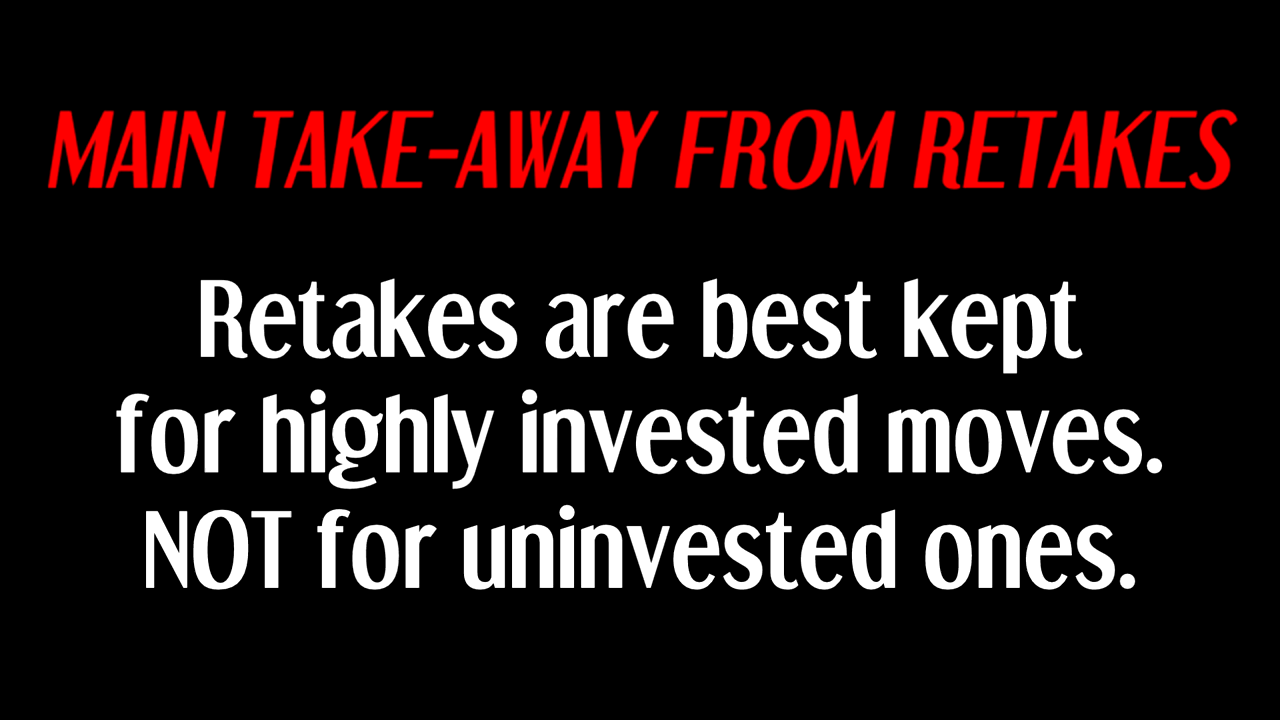 MAIN TAKE-AWAY FROM RETAKES
Retakes are best kept
for highly invested moves.
NOT for uninvested ones.